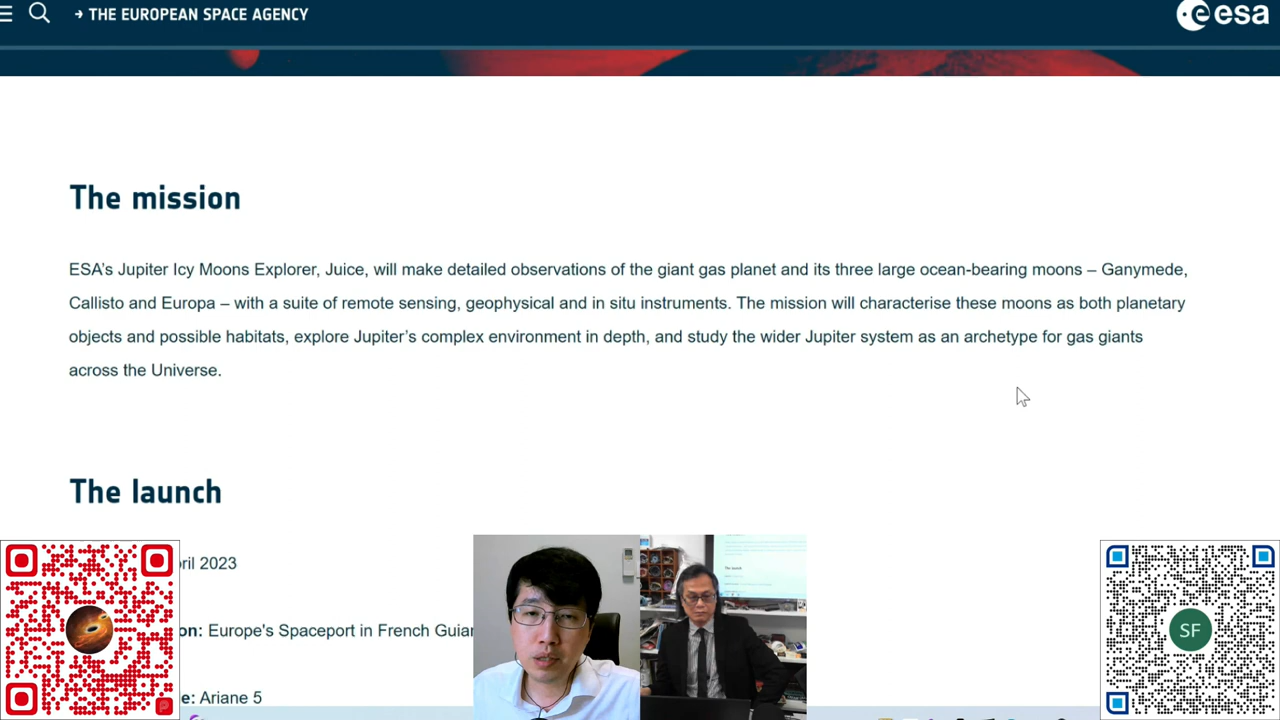 → THE EUROPEAN SPACE AGENCY
esa
The mission
ESA's Jupiter Icy Moons Explorer, Juice, will make detailed observations of the giant gas planet and its three large ocean-bearing moons – Ganymede,
Callisto and Europa – with a suite of remote sensing, geophysical and in situ instruments. The mission will characterise these moons as both planetary
objects and possible habitats, explore Jupiter's complex environment in depth, and study the wider Jupiter system as an archetype for gas giants
across the Universe.
The launch
ril 2023
on: Europe's Spaceport in French Guian
e: Ariane 5
SF